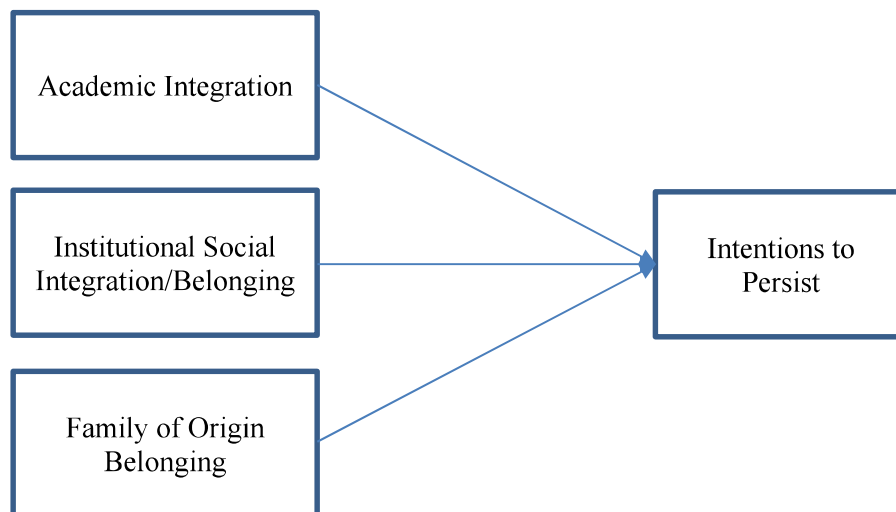 Academic Integration
Institutional Social
Integration/Belonging
Family of Origin
Belonging
Intentions to
Persist